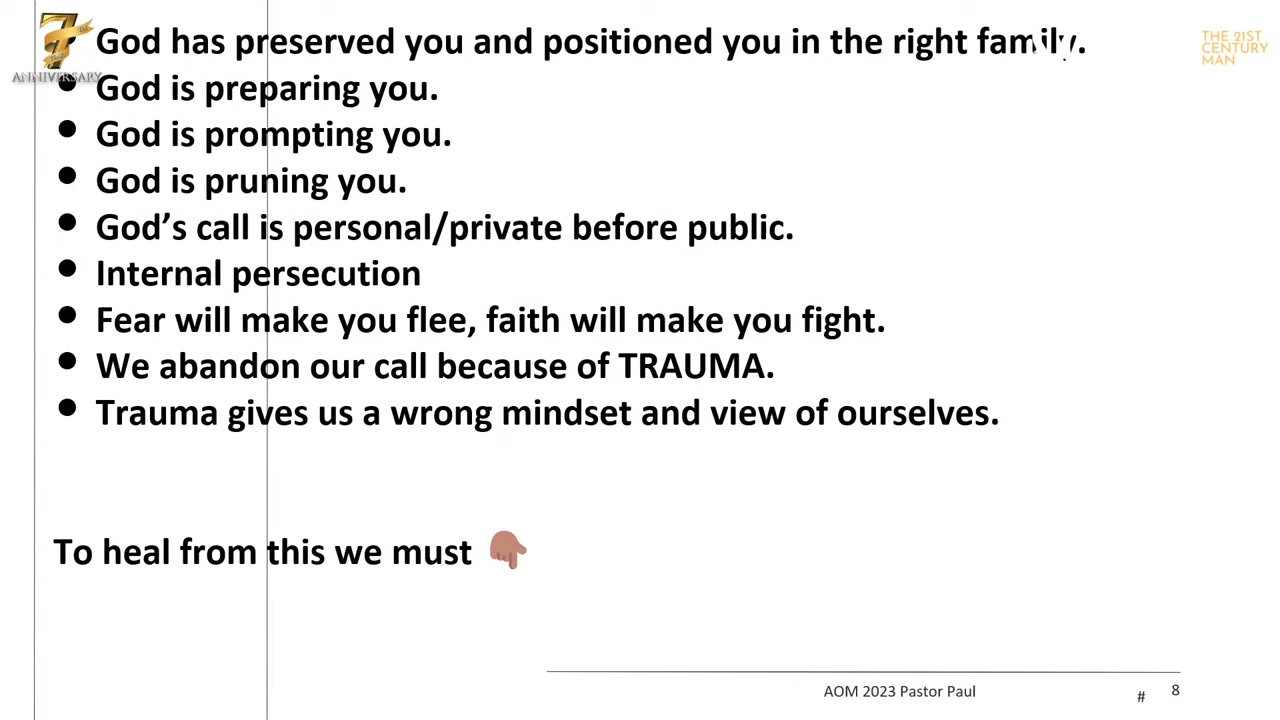 7
ANNIVERSARY
THE 21ST
CENTURY
MAN
God has preserved you and positioned you in the right family.
• God is preparing you.
• God is prompting you.
• God is pruning you.
• God’s call is personal/private before public.
• Internal persecution
• Fear will make you flee, faith will make you fight.
• We abandon our call because of TRAUMA.
• Trauma gives us a wrong mindset and view of ourselves.
To heal from this we must 👇🏽
AOM 2023 Pastor Paul # 8